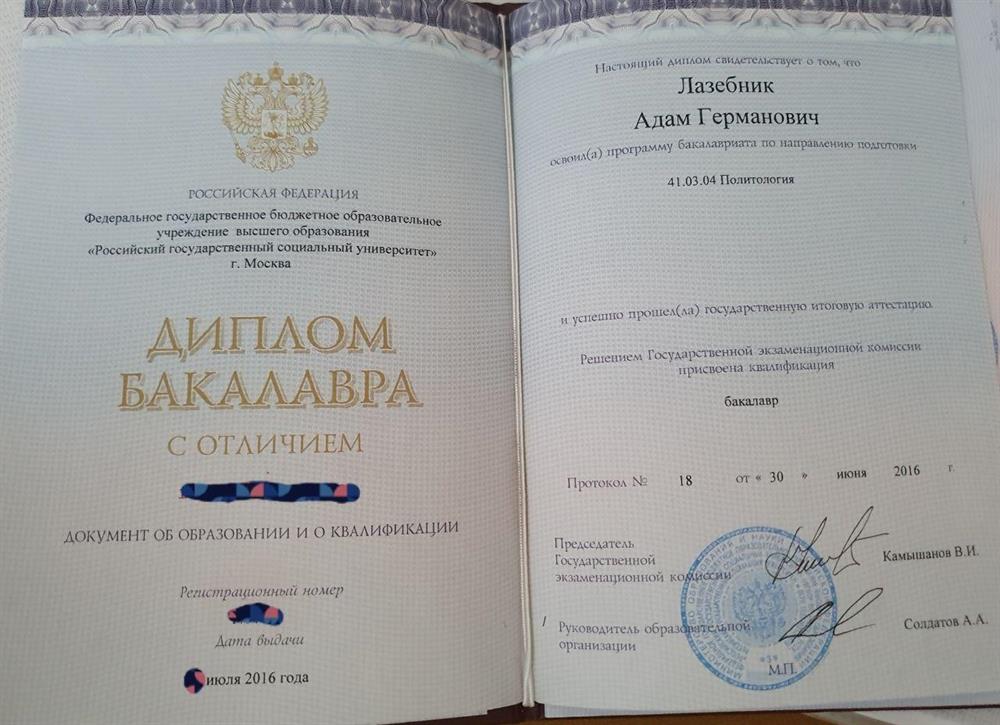 РОССИЙСКАЯ ФЕДЕРАЦИЯ
Федеральное государственное бюджетное образовательное
учреждение высшего образования
«Российский государственный социальный университет»
г. Москва
ДИПЛОМ
БАКАЛАВРА
С ОТЛИЧИЕМ
ДОКУМЕНТ ОБ ОБРАЗОВАНИИ И О КВАЛИФИКАЦИИ
Регистрационный номер
Дата выдачи
июля 2016 года
Настоящий диплом свидетельствует о том, что
Лазебник
Адам Германович
освоил(а) программу бакалавриата по направлению подготовки
41.03.04 Политология
и успешно прошел(ла) государственную итоговую аттестацию.
Решением Государственной экзаменационной комиссии
присвоена квалификация
бакалавр
Протокол № 18 от « 30 » июня 2016 г.
Председатель
Государственной
экзаменационной комиссии
Камышанов В.И.
/ Руководитель образовательной
организации
Солдатов А.А.
М.П.